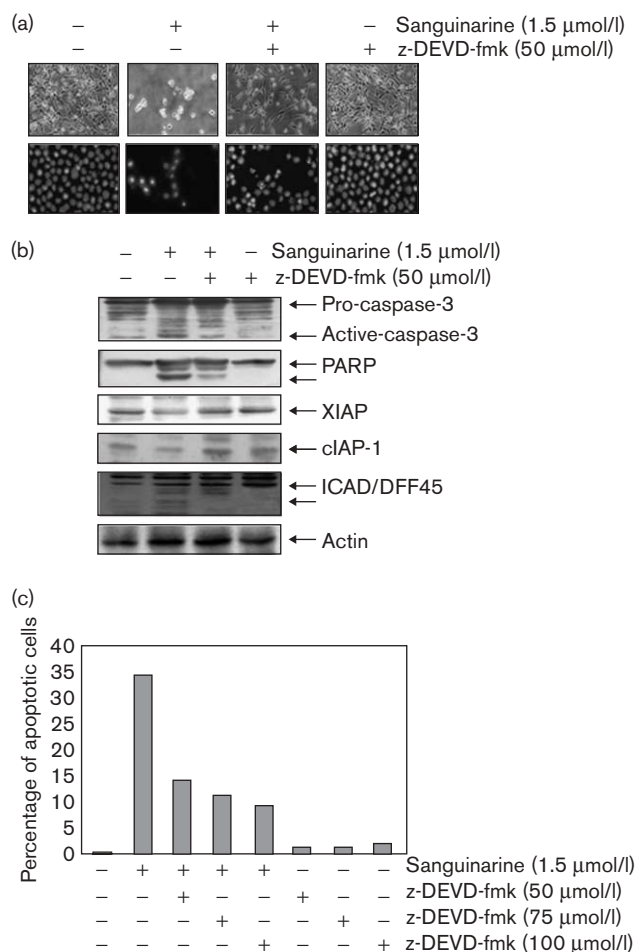 (a)
– + + – Sanguinarine (1.5 μmol/l)
– – + + z-DEVD-fmk (50 μmol/l)
(b)
– + + – Sanguinarine (1.5 μmol/l)
– – + + z-DEVD-fmk (50 μmol/l)
Pro-caspase-3
Active-caspase-3
PARP
XIAP
cIAP-1
ICAD/DFF45
Actin
(c)
Percentage of apoptotic cells
40
35
30
25
20
15
10
5
0
– + + + + – – – Sanguinarine (1.5 μmol/l)
– – + – – + – – z-DEVD-fmk (50 μmol/l)
– – – + – – + – z-DEVD-fmk (75 μmol/l)
– – – – + – – + z-DEVD-fmk (100 μmol/l)